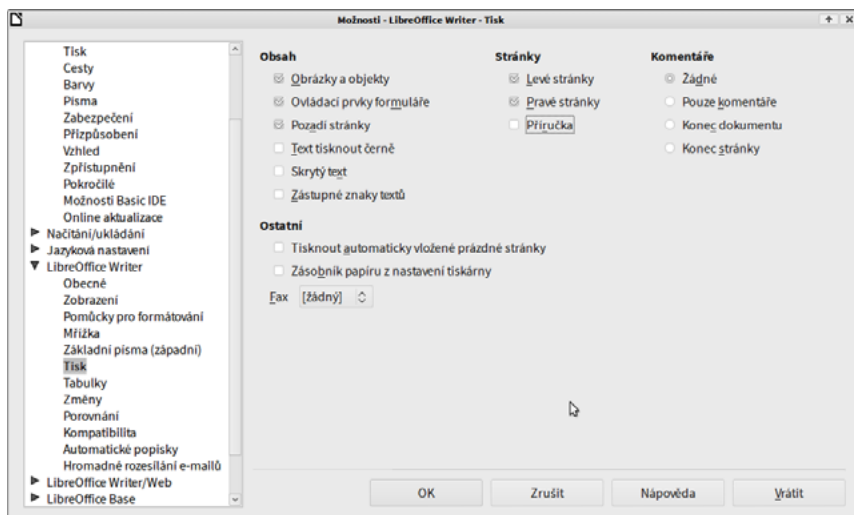 Možnosti - LibreOffice Writer - Tisk
Tisk
Cesty
Barvy
Písma
Zabezpečení
Přizpůsobení
Vzhled
Zpřístupnění
Pokročilé
Možnosti Basic IDE
Online aktualizace
Načítání/ukládání
Jazyková nastavení
LibreOffice Writer
Obecné
Zobrazení
Pomůcky pro formátování
Mřížka
Základní písma (západní)
Tisk
Tabulky
Změny
Porovnání
Kompatibilita
Automatické popisky
Hromadné rozesílání e-mailů
LibreOffice Writer/Web
LibreOffice Base
Obsah
Obrázky a objekty
Ovládací prvky formuláře
Pozadí stránky
Text tisknout černě
Skrytý text
Zástupné znaky textů
Stránky
Levé stránky
Pravé stránky
Příručka
Komentáře
Žádné
Pouze komentáře
Konec dokumentu
Konec stránky
Ostatní
Tisknout automaticky vložené prázdné stránky
Zásobník papíru z nastavení tiskárny
Fax [žádný]
OK Zrušit Nápověda Vrátit